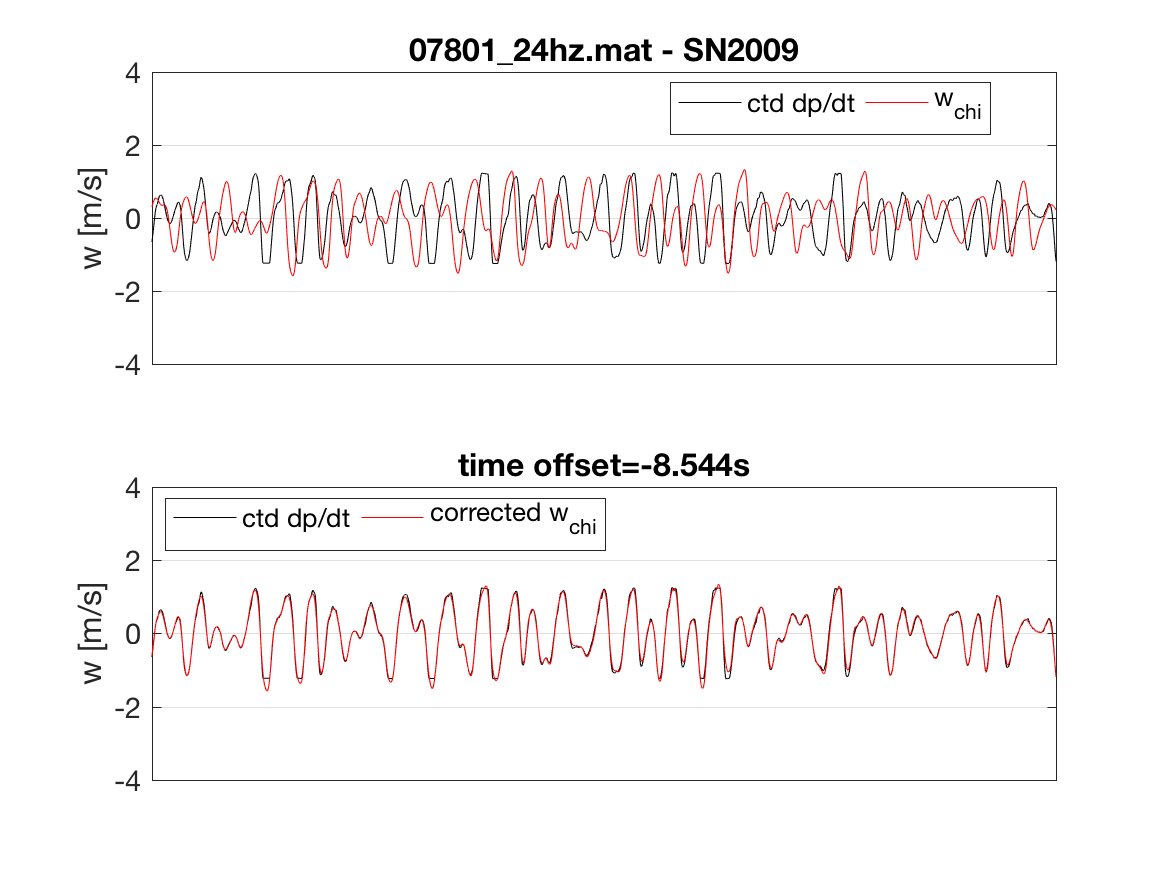 07801_24hz.mat - SN2009
4
ctd dp/dt
w_chi
2
w [m/s]
0
-2
-4
time offset=-8.544s
4
ctd dp/dt
corrected w_chi
2
w [m/s]
0
-2
-4